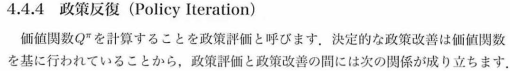 4.4.4 政策反復（Policy Iteration）
価値関数Qπを計算することを政策評価と呼びます．決定的な政策改善は価値関数
を基に行われていることから，政策評価と政策改善の間には次の関係が成り立ちます．